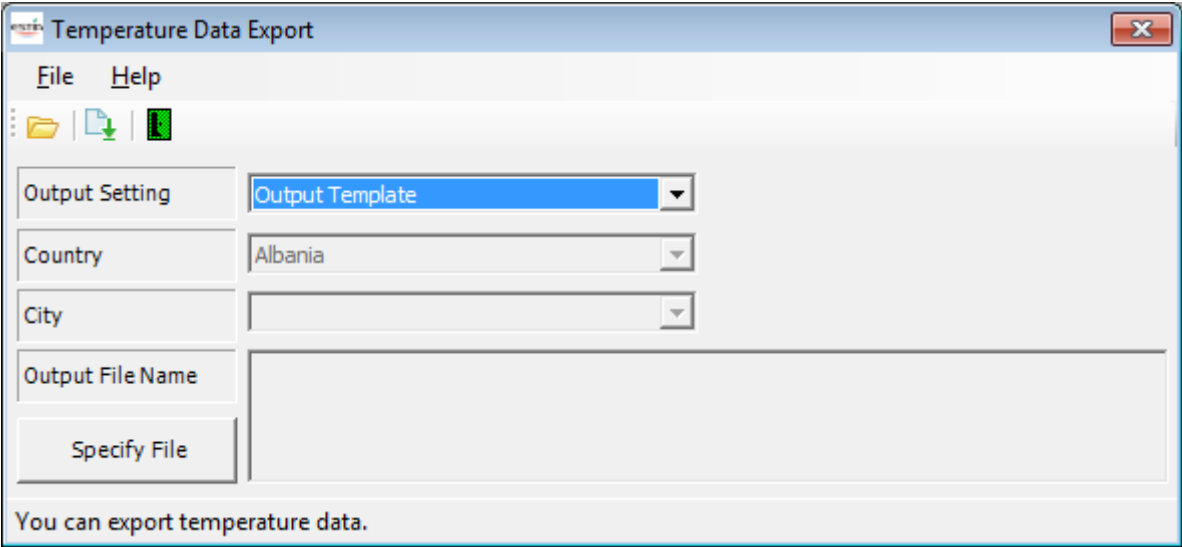 Temperature Data Export
File Help
Output Setting
Output Template
Country
Albania
City
Output File Name
Specify File
You can export temperature data.